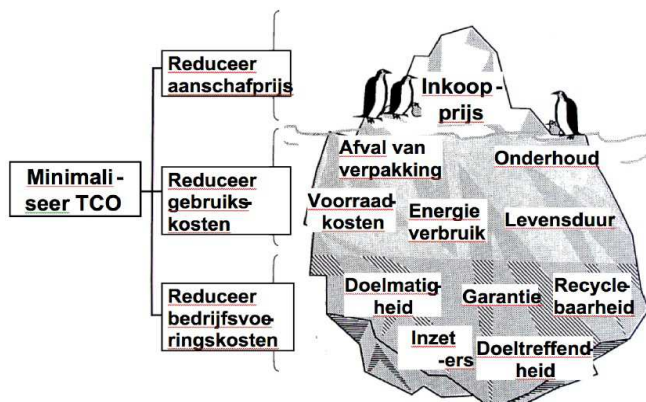 Minimali-
seer TCO
Reduceer
aanschafprijs
Reduceer
gebruiks-
kosten
Reduceer
bedrijfsvoe-
ringskosten
Inkoop-
prijs
Afval van
verpakking
Onderhoud
Voorraad-
kosten
Energie
verbruik
Levensduur
Doelmatig-
heid
Garantie
Recycle-
baarheid
Inzet
-ers
Doeltreffend-
heid